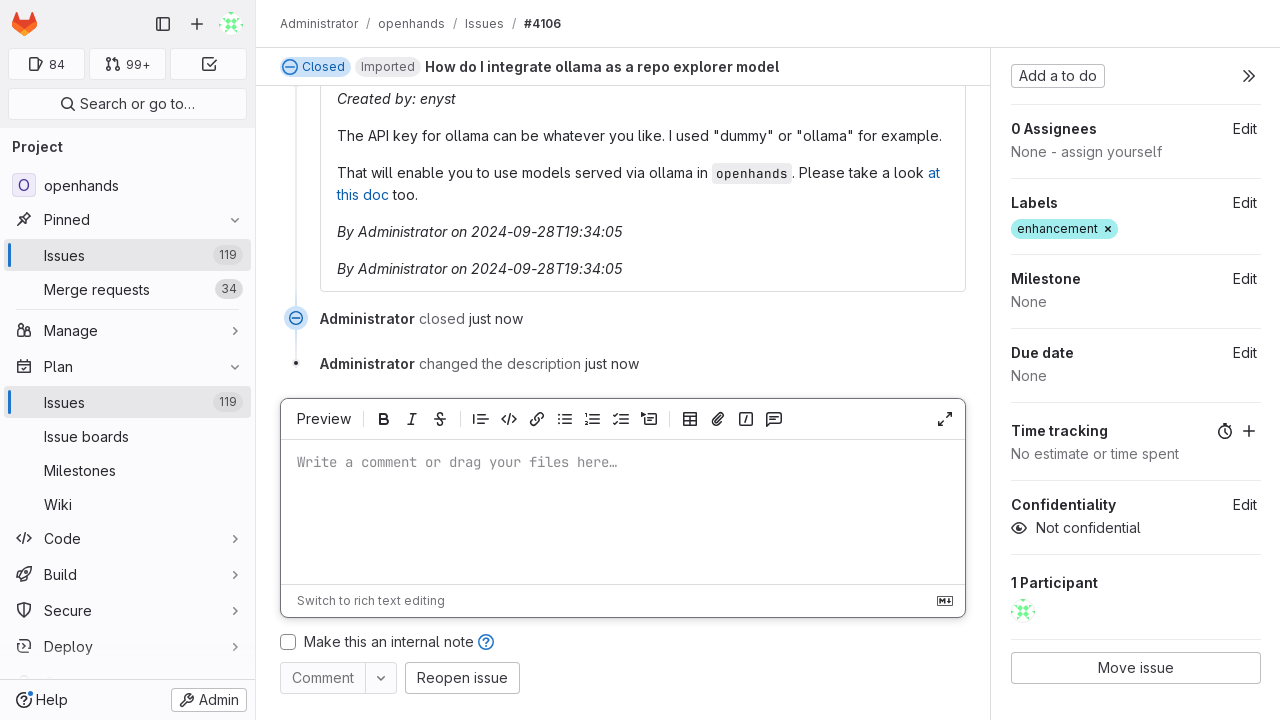 84
99+
Search or go to…
Project
O openhands
Pinned
Issues 119
Merge requests 34
Manage
Plan
Issues 119
Issue boards
Milestones
Wiki
Code
Build
Secure
Deploy
Help
Admin
Administrator / openhands / Issues / #4106
Closed Imported How do I integrate ollama as a repo explorer model
Created by: enyst
The API key for ollama can be whatever you like. I used "dummy" or "ollama" for example.
That will enable you to use models served via ollama in openhands. Please take a look at
this doc too.
By Administrator on 2024-09-28T19:34:05
By Administrator on 2024-09-28T19:34:05
Administrator closed just now
Administrator changed the description just now
Preview
Write a comment or drag your files here…
Switch to rich text editing
Make this an internal note
Comment
Reopen issue
Add a to do
0 Assignees Edit
None - assign yourself
Labels Edit
enhancement ×
Milestone Edit
None
Due date Edit
None
Time tracking
No estimate or time spent
Confidentiality Edit
Not confidential
1 Participant
Move issue